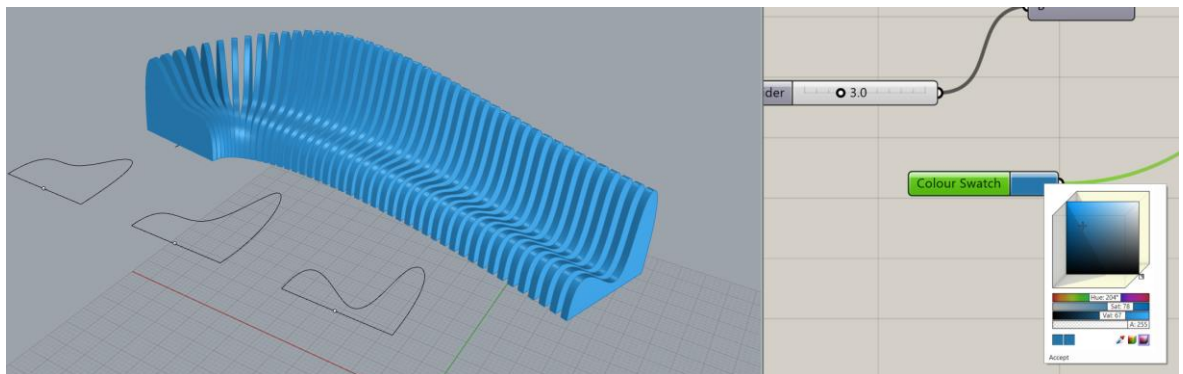 der
3.0
Colour Swatch
Hue: 204°
Sat: 78
Val: 67
A: 255
Accept